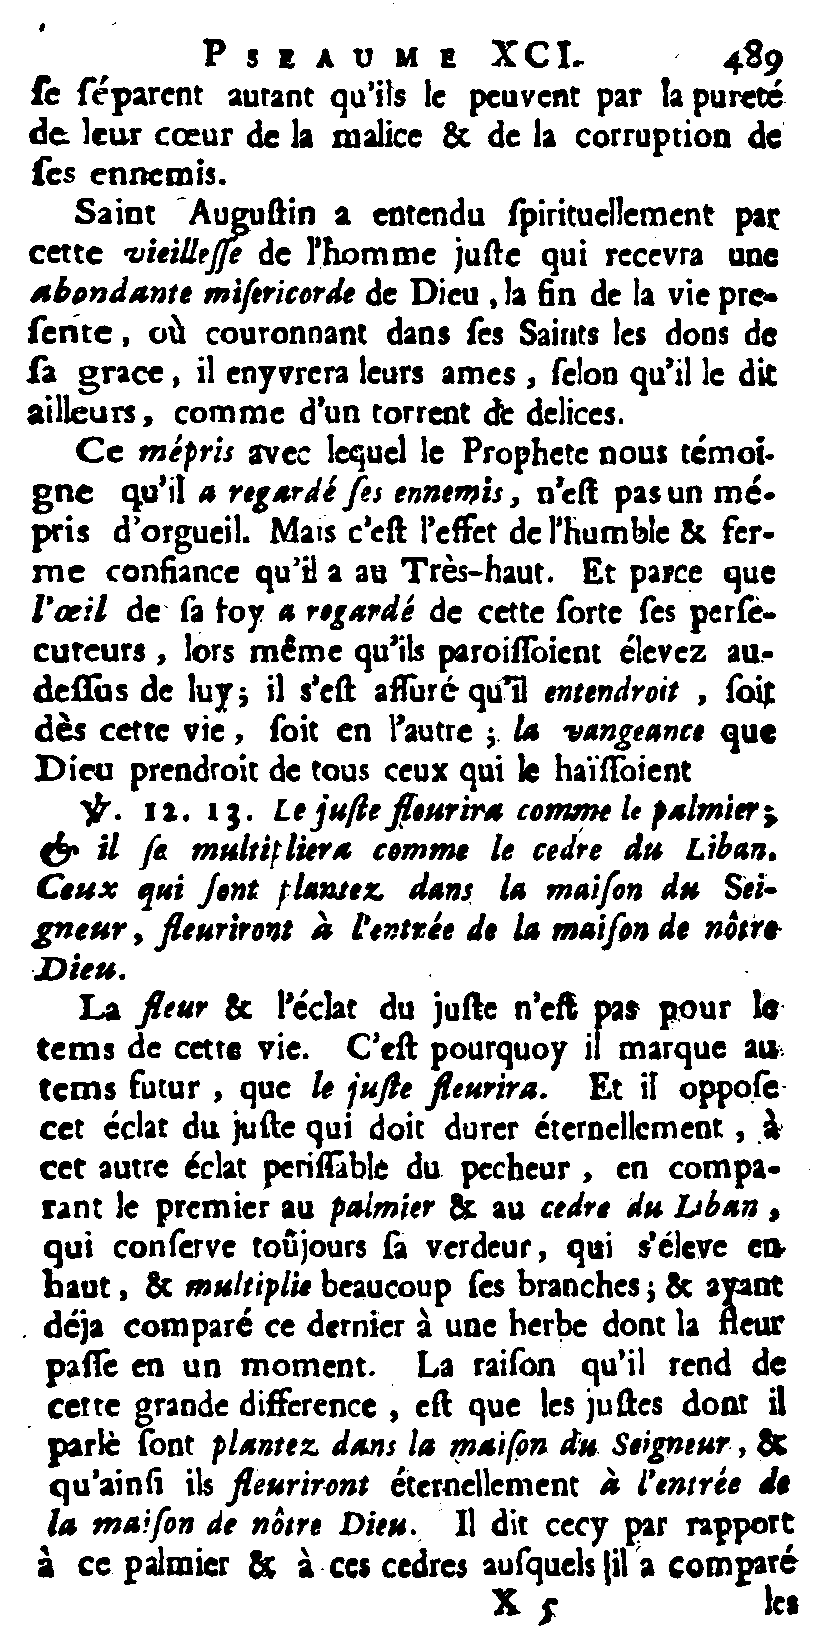 PSEAUME XCI. 489
ſe ſéparent autant qu'ils le peuvent par la pureté
de leur cœur de la malice & de la corruption de
ſes ennemis.
Saint Auguſtin a entendu ſpirituellement par
cette vieilleſſe de l'homme juſte qui recevra une
abondante miſericorde de Dieu, la fin de la vie pre-
ſente, où couronnant dans ſes Saints les dons de
ſa grace, il enyvrera leurs ames, ſelon qu'il le dit
ailleurs, comme d'un torrent de delices.
Ce mépris avec lequel le Prophete nous témoi-
gne qu'il a regardé ſes ennemis, n'eſt pas un mé-
pris d'orgueil. Mais c'eſt l'effet de l'humble & fer-
me confiance qu'il a au Très-haut. Et parce que
l'œil de ſa foy a regardé de cette ſorte ſes perſe-
cuteurs, lors même qu'ils paroiſſoient élevez au-
deſſus de luy; il s'eſt aſſuré qu'il entendroit, ſoit
dès cette vie, ſoit en l'autre; la vangeance que
Dieu prendroit de tous ceux qui le haïſſoient
℣. 12. 13. Le juſte fleurira comme le palmier;
& il ſe multipliera comme le cedre du Liban.
Ceux qui ſont plantez dans la maiſon du Sei-
gneur, fleuriront à l'entrée de la maiſon de nôtre
Dieu.
La fleur & l'éclat du juſte n'eſt pas pour le
tems de cette vie. C'eſt pourquoy il marque au
tems futur, que le juſte fleurira. Et il oppoſe
cet éclat du juſte qui doit durer éternellement, à
cet autre éclat periſſable du pecheur, en compa-
rant le premier au palmier & au cedre du Liban,
qui conſerve toûjours ſa verdeur, qui s'éleve en
haut, & multiplie beaucoup ſes branches; & ayant
déja comparé ce dernier à une herbe dont la fleur
paſſe en un moment. La raiſon qu'il rend de
cette grande difference, eſt que les juſtes dont il
parle ſont plantez dans la maiſon du Seigneur, &
qu'ainſi ils fleuriront éternellement à l'entrée de
la maiſon de nôtre Dieu. Il dit cecy par rapport
à ce palmier & à ces cedres auſquels il a comparé
X 5 les